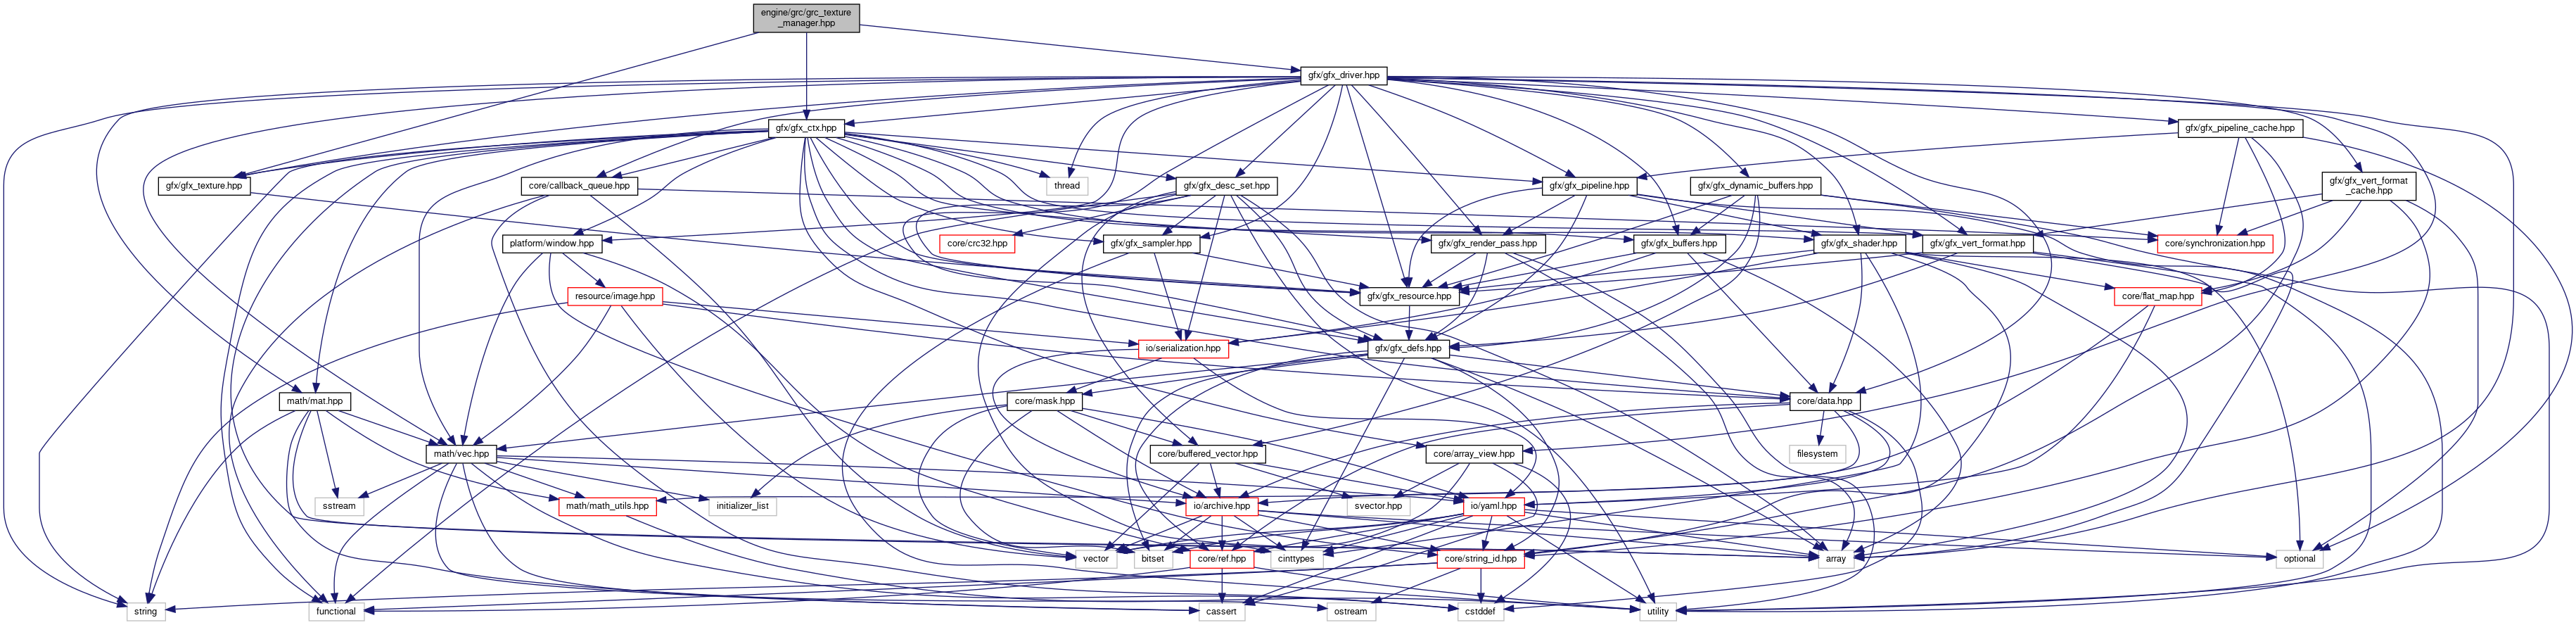 engine/grc/grc_texture
_manager.hpp
gfx/gfx_driver.hpp
gfx/gfx_ctx.hpp
gfx/gfx_pipeline_cache.hpp
gfx/gfx_texture.hpp
core/callback_queue.hpp
thread
gfx/gfx_desc_set.hpp
gfx/gfx_pipeline.hpp
gfx/gfx_dynamic_buffers.hpp
gfx/gfx_vert_format
_cache.hpp
platform/window.hpp
core/crc32.hpp
gfx/gfx_sampler.hpp
gfx/gfx_render_pass.hpp
gfx/gfx_buffers.hpp
gfx/gfx_shader.hpp
gfx/gfx_vert_format.hpp
core/synchronization.hpp
resource/image.hpp
gfx/gfx_resource.hpp
core/flat_map.hpp
io/serialization.hpp
gfx/gfx_defs.hpp
math/mat.hpp
core/mask.hpp
core/data.hpp
math/vec.hpp
core/buffered_vector.hpp
core/array_view.hpp
filesystem
sstream
math/math_utils.hpp
initializer_list
io/archive.hpp
svector.hpp
io/yaml.hpp
vector
bitset
core/ref.hpp
cinttypes
core/string_id.hpp
array
optional
string
functional
cassert
ostream
cstddef
utility